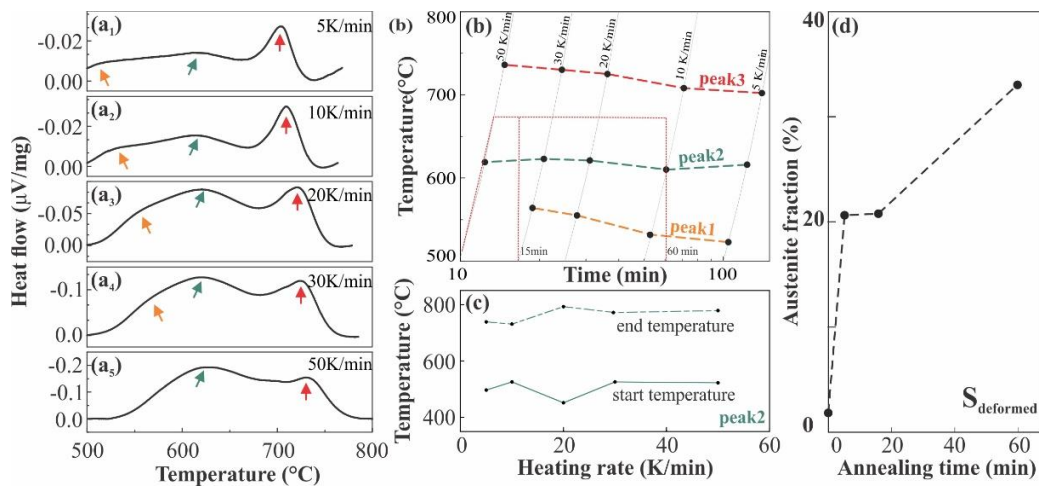 (a₁)
5K/min
-0.02
0.00
(a₂)
10K/min
-0.02
0.00
(a₃)
20K/min
-0.05
0.00
(a₄)
30K/min
-0.1
0.0
(a₅)
50K/min
-0.2
-0.1
0.0
Heat flow (μV/mg)
500 600 700 800
Temperature (°C)
(b)
(b)
800
700
600
500
Temperature(°C)
50 K/min
30 K/min
20 K/min
10 K/min
5 K/min
peak3
peak2
peak1
15min
60 min
10 100
Time (min)
(c)
800
600
400
Temperature (°C)
end temperature
start temperature
peak2
0 10 20 30 40 50 60
Heating rate (K/min)
(d)
40
20
0
Austenite fraction (%)
S deformed
0 20 40 60
Annealing time (min)